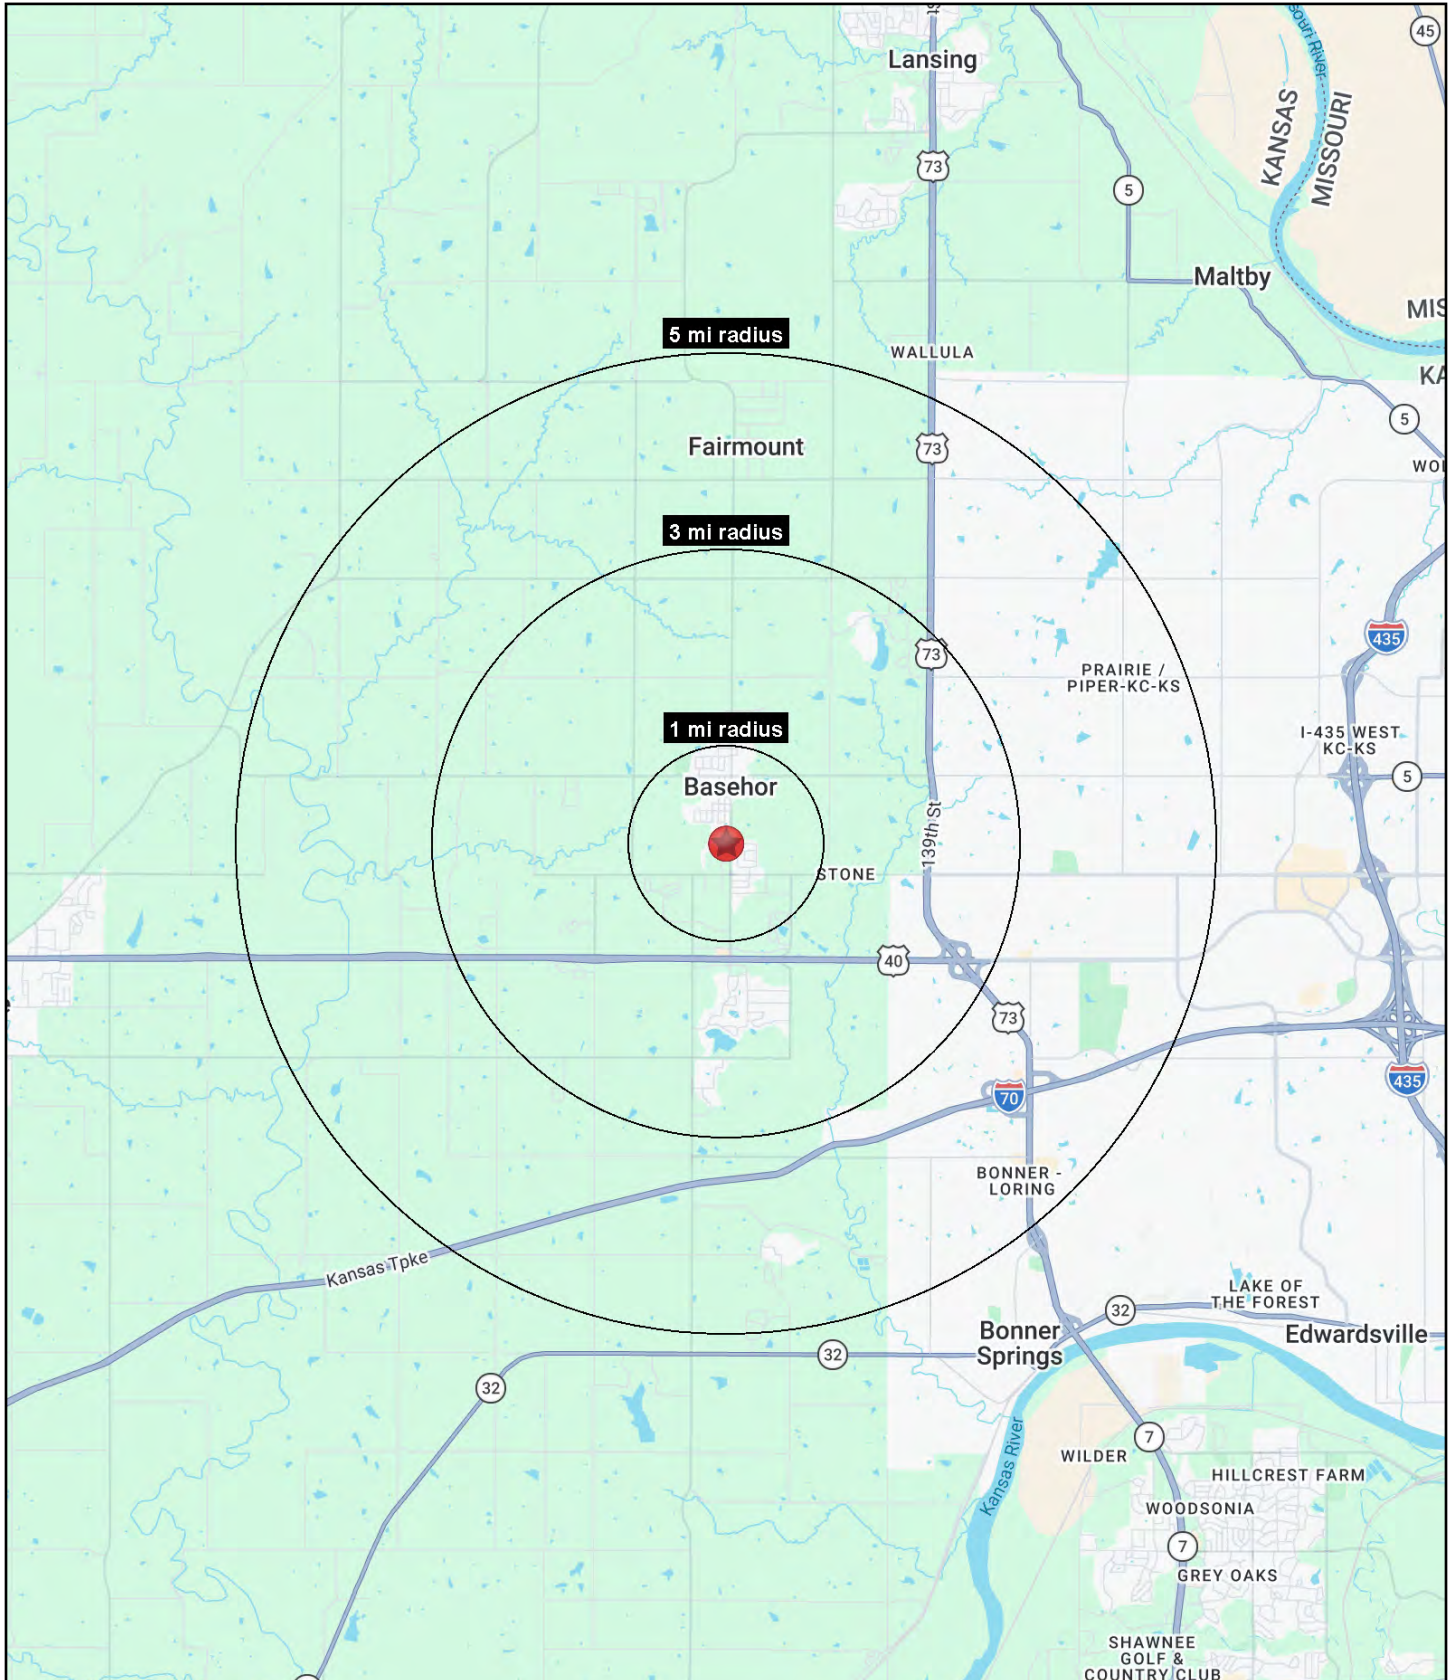 45
Lansing
souri River
KANSAS
MISSOURI
73
5
Maltby
MIS
5 mi radius
WALLULA
KA
5
Fairmount
73
WOL
3 mi radius
435
73
PRAIRIE /
PIPER-KC-KS
1 mi radius
I-435 WEST
KC-KS
5
Basehor
139th St
STONE
40
73
435
70
BONNER -
LORING
Kansas Tpke
LAKE OF
THE FOREST
32
Bonner
Springs
Edwardsville
32
32
7
Kansas River
WILDER
HILLCREST FARM
WOODSONIA
7
GREY OAKS
SHAWNEE
GOLF &
COUNTRY CLUB